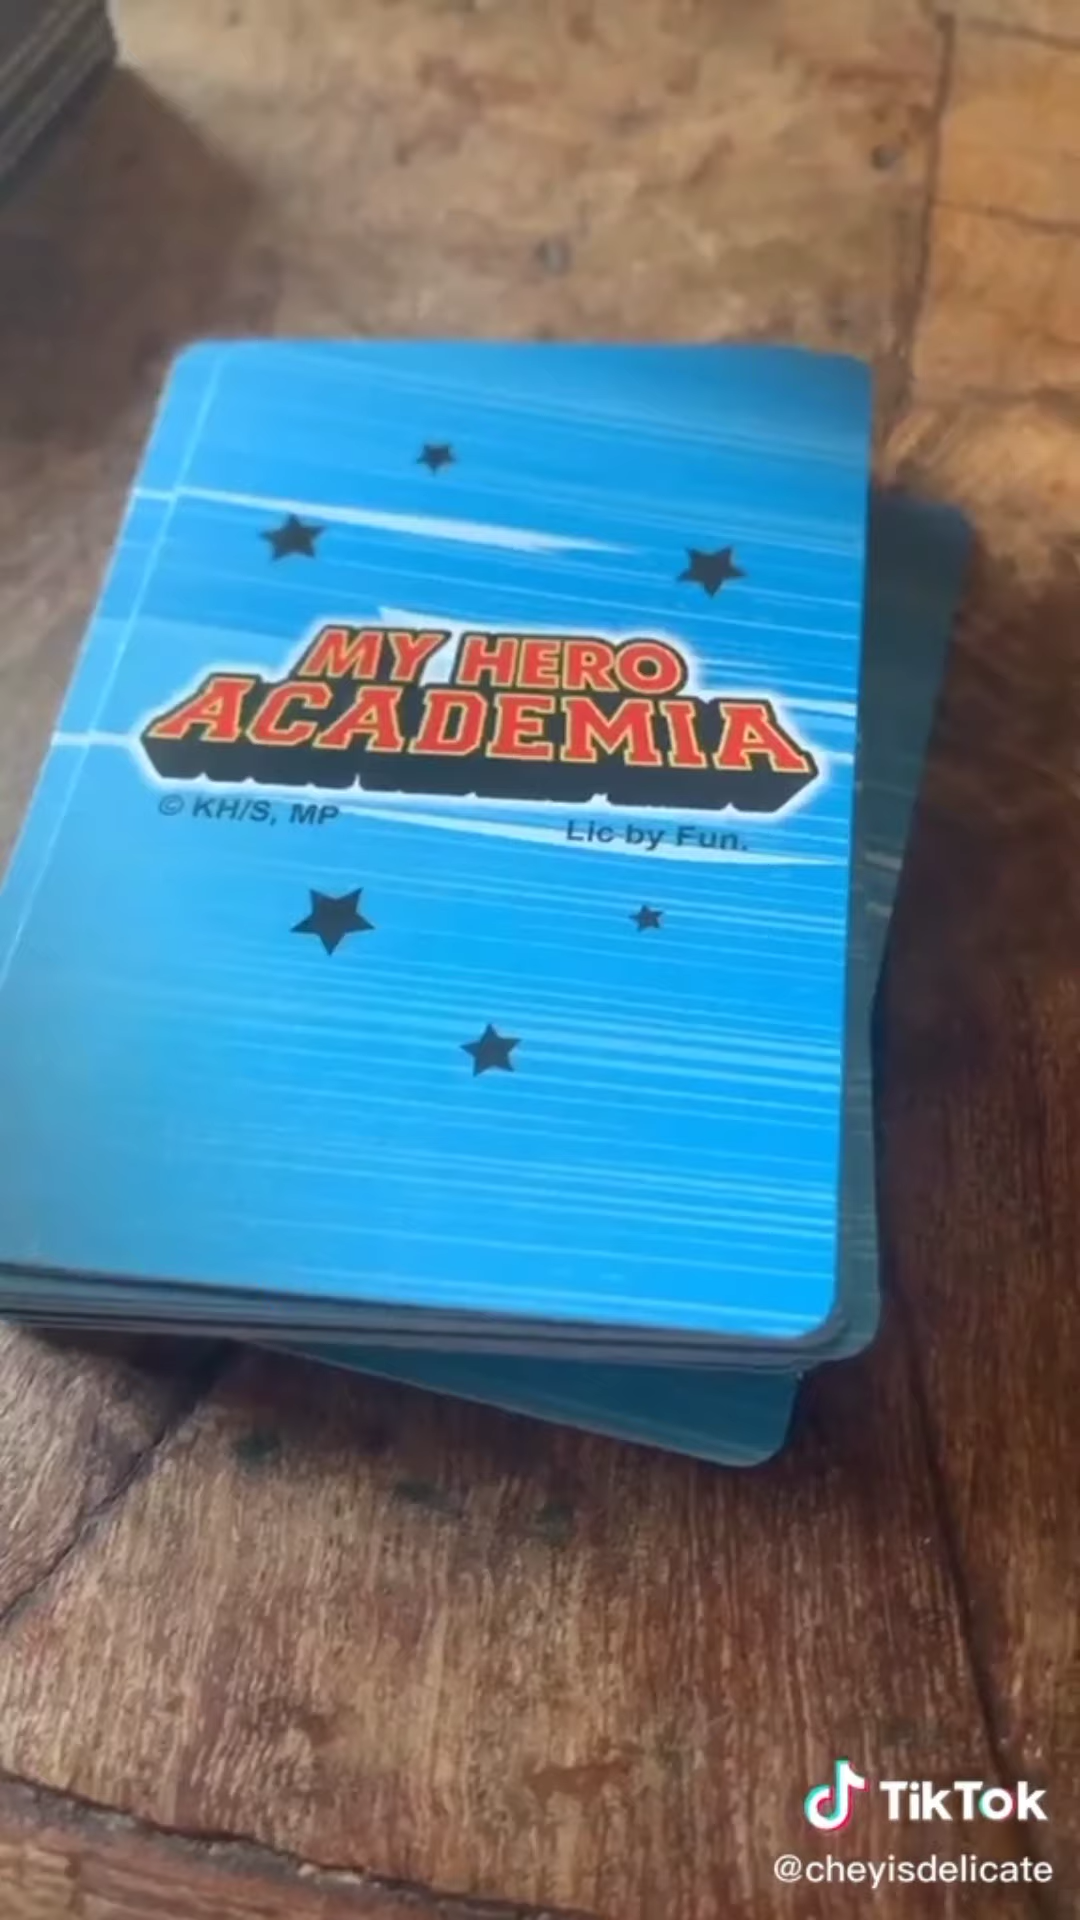 MY HERO
ACADEMIA
© KH/S, MP
Lic by Fun.
TikTok
@cheyisdelicate